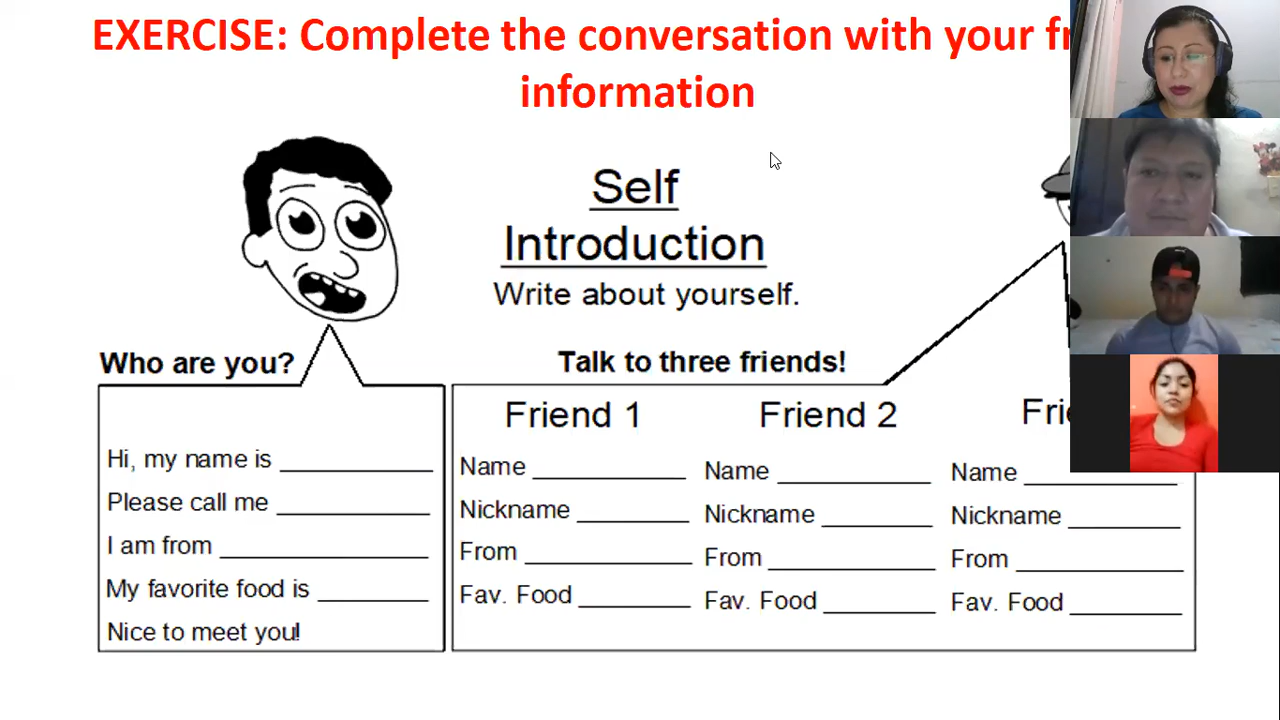 EXERCISE: Complete the conversation with your
information
Self
Introduction
Write about yourself.
Who are you?
Talk to three friends!
Hi, my name is
Please call me
I am from
My favorite food is
Nice to meet you!
Friend 1
Name
Nickname
From
Fav. Food
Friend 2
Name
Nickname
From
Fav. Food
Name
Nickname
From
Fav. Food